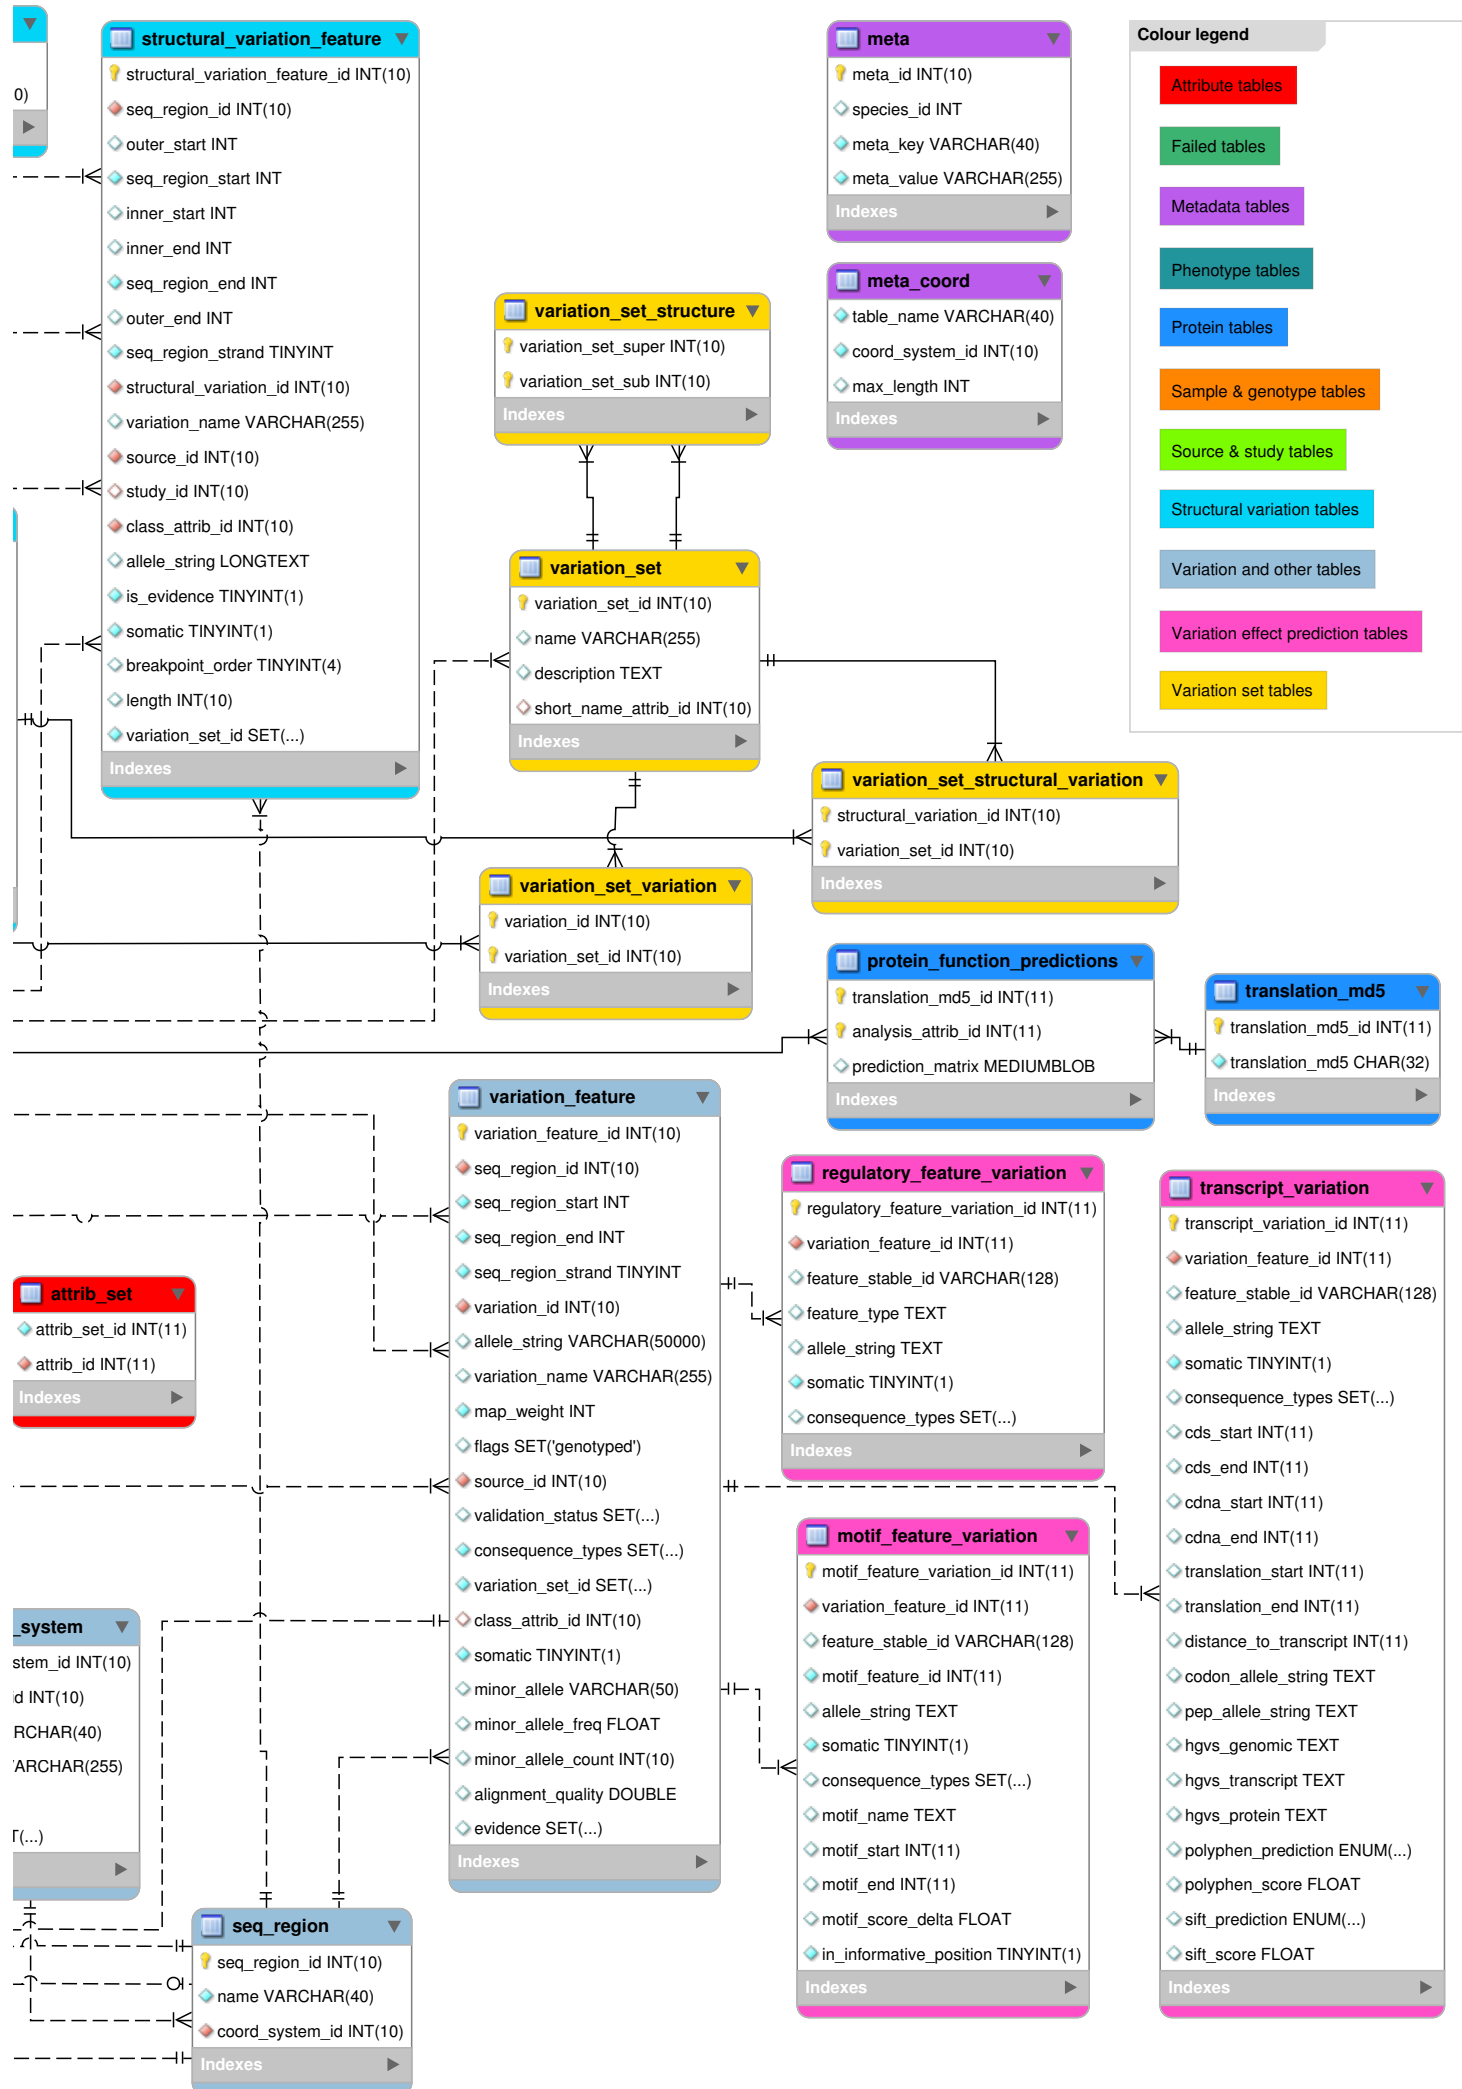 0)
structural_variation_feature
structural_variation_feature_id INT(10)
seq_region_id INT(10)
outer_start INT
seq_region_start INT
inner_start INT
inner_end INT
seq_region_end INT
outer_end INT
seq_region_strand TINYINT
structural_variation_id INT(10)
variation_name VARCHAR(255)
source_id INT(10)
study_id INT(10)
class_attrib_id INT(10)
allele_string LONGTEXT
is_evidence TINYINT(1)
somatic TINYINT(1)
breakpoint_order TINYINT(4)
length INT(10)
variation_set_id SET(...)
Indexes
meta
meta_id INT(10)
species_id INT
meta_key VARCHAR(40)
meta_value VARCHAR(255)
Indexes
meta_coord
table_name VARCHAR(40)
coord_system_id INT(10)
max_length INT
Indexes
Colour legend
Attribute tables
Failed tables
Metadata tables
Phenotype tables
Protein tables
Sample & genotype tables
Source & study tables
Structural variation tables
Variation and other tables
Variation effect prediction tables
Variation set tables
variation_set_structure
variation_set_super INT(10)
variation_set_sub INT(10)
Indexes
variation_set
variation_set_id INT(10)
name VARCHAR(255)
description TEXT
short_name_attrib_id INT(10)
Indexes
variation_set_structural_variation
structural_variation_id INT(10)
variation_set_id INT(10)
Indexes
variation_set_variation
variation_id INT(10)
variation_set_id INT(10)
Indexes
protein_function_predictions
translation_md5_id INT(11)
analysis_attrib_id INT(11)
prediction_matrix MEDIUMBLOB
Indexes
translation_md5
translation_md5_id INT(11)
translation_md5 CHAR(32)
Indexes
variation_feature
variation_feature_id INT(10)
seq_region_id INT(10)
seq_region_start INT
seq_region_end INT
seq_region_strand TINYINT
variation_id INT(10)
allele_string VARCHAR(50000)
variation_name VARCHAR(255)
map_weight INT
flags SET('genotyped')
source_id INT(10)
validation_status SET(...)
consequence_types SET(...)
variation_set_id SET(...)
class_attrib_id INT(10)
somatic TINYINT(1)
minor_allele VARCHAR(50)
minor_allele_freq FLOAT
minor_allele_count INT(10)
alignment_quality DOUBLE
evidence SET(...)
Indexes
regulatory_feature_variation
regulatory_feature_variation_id INT(11)
variation_feature_id INT(11)
feature_stable_id VARCHAR(128)
feature_type TEXT
allele_string TEXT
somatic TINYINT(1)
consequence_types SET(...)
Indexes
transcript_variation
transcript_variation_id INT(11)
variation_feature_id INT(11)
feature_stable_id VARCHAR(128)
allele_string TEXT
somatic TINYINT(1)
consequence_types SET(...)
cds_start INT(11)
cds_end INT(11)
cdna_start INT(11)
cdna_end INT(11)
translation_start INT(11)
translation_end INT(11)
distance_to_transcript INT(11)
codon_allele_string TEXT
pep_allele_string TEXT
hgvs_genomic TEXT
hgvs_transcript TEXT
hgvs_protein TEXT
polyphen_prediction ENUM(...)
polyphen_score FLOAT
sift_prediction ENUM(...)
sift_score FLOAT
Indexes
attrib_set
attrib_set_id INT(11)
attrib_id INT(11)
Indexes
motif_feature_variation
motif_feature_variation_id INT(11)
variation_feature_id INT(11)
feature_stable_id VARCHAR(128)
motif_feature_id INT(11)
allele_string TEXT
somatic TINYINT(1)
consequence_types SET(...)
motif_name TEXT
motif_start INT(11)
motif_end INT(11)
motif_score_delta FLOAT
in_informative_position TINYINT(1)
Indexes
_system
stem_id INT(10)
id INT(10)
RCHAR(40)
ARCHAR(255)
T(...)
seq_region
seq_region_id INT(10)
name VARCHAR(40)
coord_system_id INT(10)
Indexes